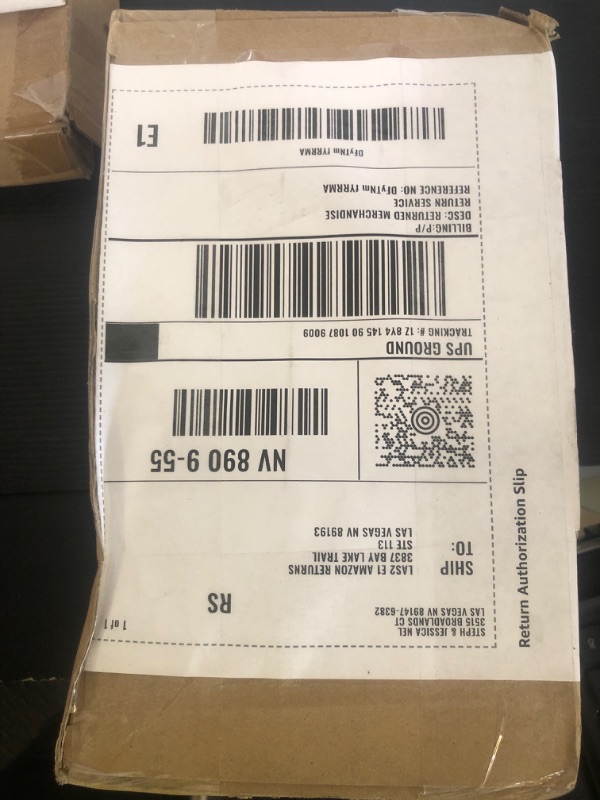 STEPH & JESSICA NEL
3515 BROADLANDS CT
LAS VEGAS NV 89147-6382
1 of 1
RS
SHIP
TO:
LAS2 E1 AMAZON RETURNS
3837 BAY LAKE TRAIL
STE 113
LAS VEGAS NV 89193
NV 890 9-55
UPS GROUND
TRACKING #: 1Z 8Y4 145 90 1087 9009
BILLING: P/P
DESC: RETURNED MERCHANDISE
RETURN SERVICE
REFERENCE NO: DFyTNm fYRRMA
DFyTNm fYRRMA
E1
Return Authorization Slip